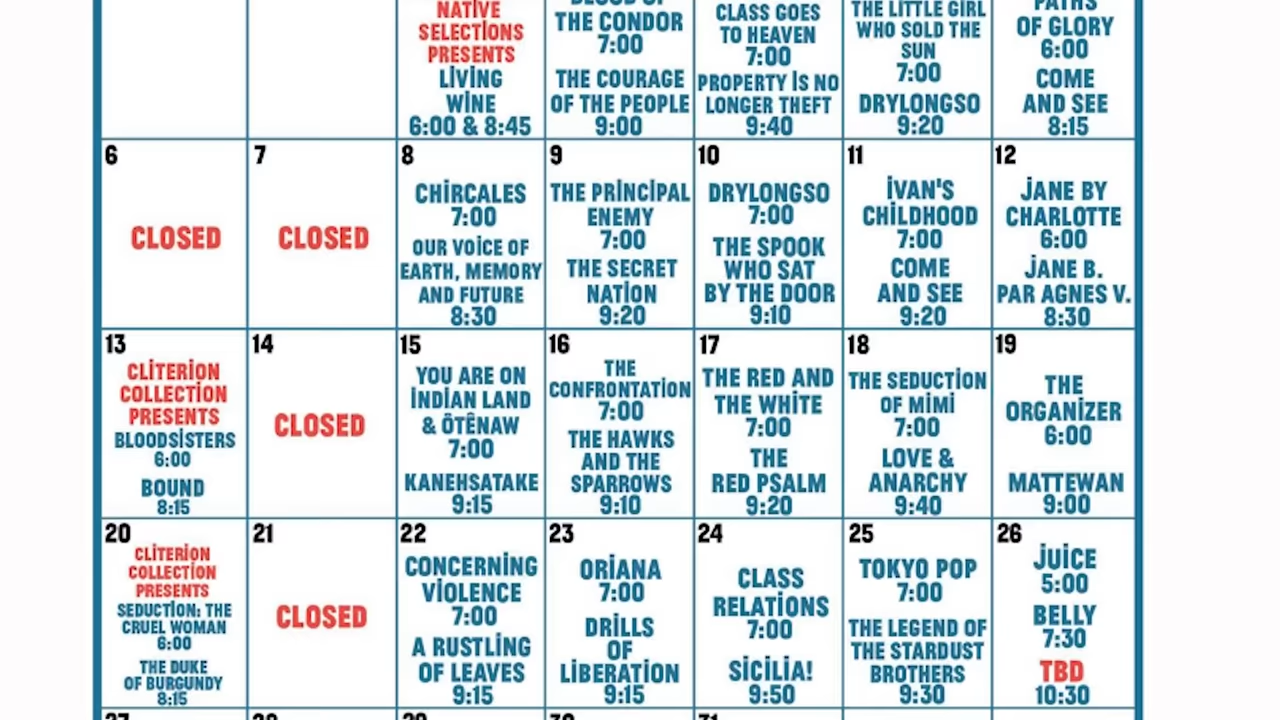 NATIVE
SELECTIONS
PRESENTS
LIVING
WINE
6:00 & 8:45
BLOOD OF
THE CONDOR
7:00
THE COURAGE
OF THE PEOPLE
9:00
CLASS GOES
TO HEAVEN
7:00
PROPERTY IS NO
LONGER THEFT
9:40
THE LITTLE GIRL
WHO SOLD THE
SUN
7:00
DRYLONGSO
9:20
PATHS
OF GLORY
6:00
COME
AND SEE
8:15
6
CLOSED
7
CLOSED
8
CHIRCALES
7:00
OUR VOICE OF
EARTH, MEMORY
AND FUTURE
8:30
9
THE PRINCIPAL
ENEMY
7:00
THE SECRET
NATION
9:20
10
DRYLONGSO
7:00
THE SPOOK
WHO SAT
BY THE DOOR
9:10
11
IVAN'S
CHILDHOOD
7:00
COME
AND SEE
9:20
12
JANE BY
CHARLOTTE
6:00
JANE B.
PAR AGNES V.
8:30
13
CLITERION
COLLECTION
PRESENTS
BLOODSISTERS
6:00
BOUND
8:15
14
CLOSED
15
YOU ARE ON
INDIAN LAND
& ÔTÊNAW
7:00
KANEHSATAKE
9:15
16
THE
CONFRONTATION
7:00
THE HAWKS
AND THE
SPARROWS
9:10
17
THE RED AND
THE WHITE
7:00
THE
RED PSALM
9:20
18
THE SEDUCTION
OF MIMI
7:00
LOVE &
ANARCHY
9:40
19
THE
ORGANIZER
6:00
MATTEWAN
9:00
20
CLITERION
COLLECTION
PRESENTS
SEDUCTION: THE
CRUEL WOMAN
6:00
THE DUKE
OF BURGUNDY
8:15
21
CLOSED
22
CONCERNING
VIOLENCE
7:00
A RUSTLING
OF LEAVES
9:15
23
ORIANA
7:00
DRILLS
OF
LIBERATION
9:15
24
CLASS
RELATIONS
7:00
SICILIA!
9:50
25
TOKYO POP
7:00
THE LEGEND OF
THE STARDUST
BROTHERS
9:30
26
JUICE
5:00
BELLY
7:30
TBD
10:30
27
28
29
30
31